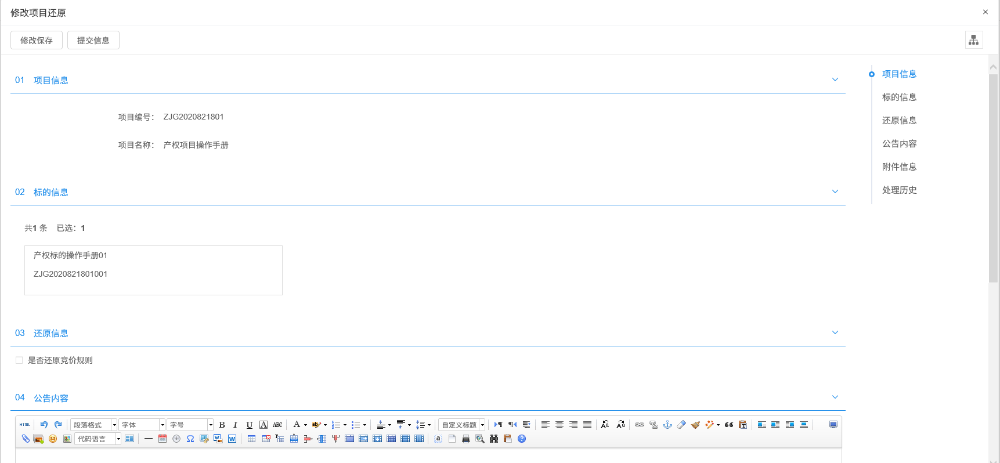 修改项目还原
×
修改保存 提交信息
01 项目信息
项目编号： ZJG2020821801
项目名称： 产权项目操作手册
02 标的信息
共1 条 已选：1
产权标的操作手册01
ZJG2020821801001
03 还原信息
是否还原竞价规则
04 公告内容
HTML 段落格式 字体 字号 B I U A ABC A ab 自定义标题
代码语言
项目信息
标的信息
还原信息
公告内容
附件信息
处理历史